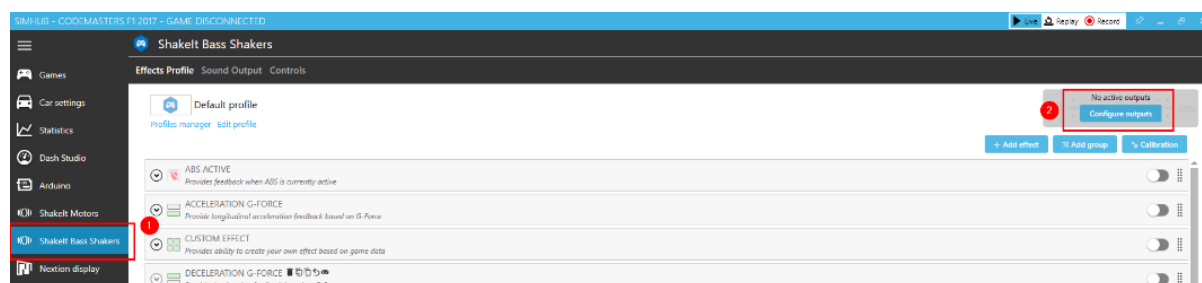 SIMHUB - CODEMASTERS F1 2017 - GAME DISCONNECTED
Live Replay Record
ShakeIt Bass Shakers
Games
Effects Profile Sound Output Controls
Car settings
Default profile
No active outputs
2
Configure outputs
Profiles manager Edit profile
Statistics
+ Add effect Add group Calibration
Dash Studio
ABS ACTIVE
Provides feedback when ABS is currently active
Arduino
ACCELERATION G-FORCE
Provide longitudinal acceleration feedback based on G-Force
ShakeIt Motors
1
ShakeIt Bass Shakers
CUSTOM EFFECT
Provides ability to create your own effect based on game data
Nextion display
DECELERATION G-FORCE